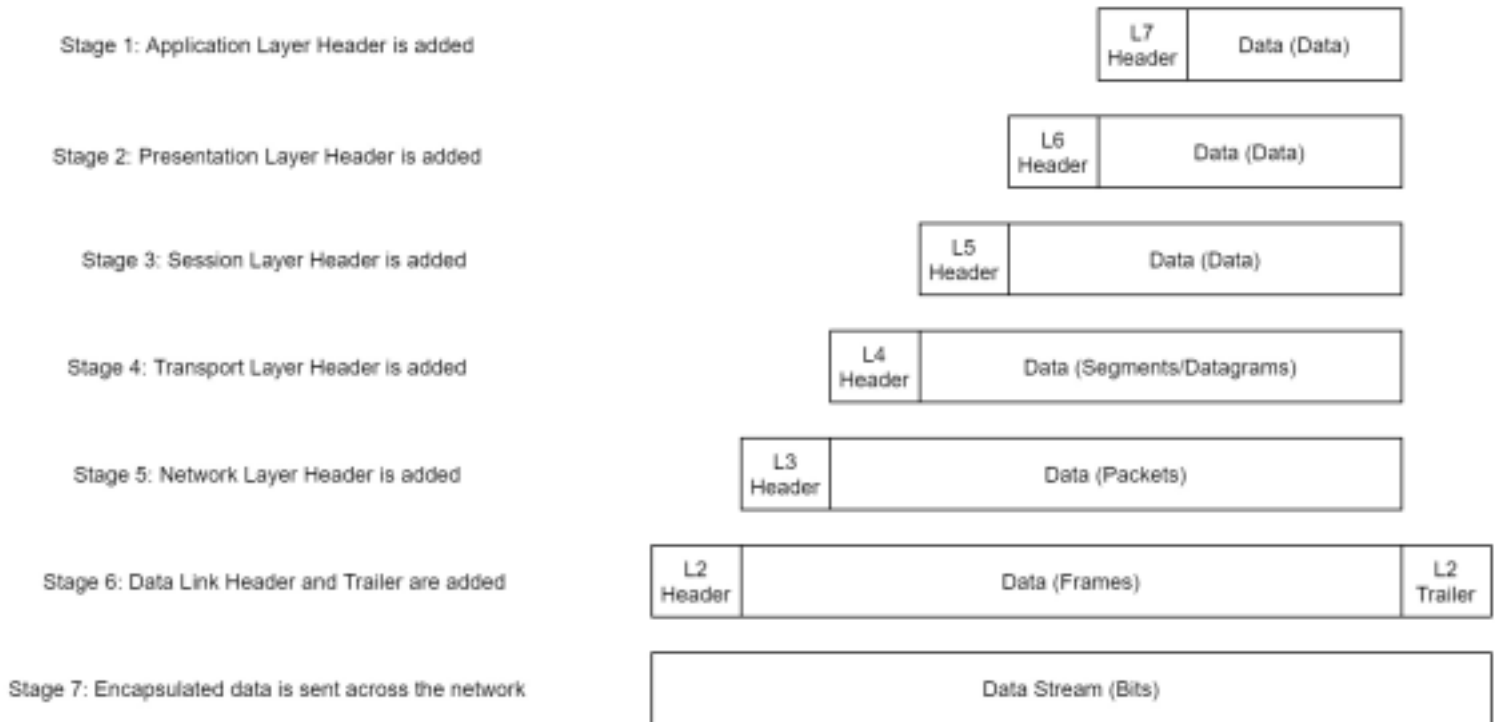 Stage 1: Application Layer Header is added
L7
Header
Data (Data)
Stage 2: Presentation Layer Header is added
L6
Header
Data (Data)
Stage 3: Session Layer Header is added
L5
Header
Data (Data)
Stage 4: Transport Layer Header is added
L4
Header
Data (Segments/Datagrams)
Stage 5: Network Layer Header is added
L3
Header
Data (Packets)
Stage 6: Data Link Header and Trailer are added
L2
Header
Data (Frames)
L2
Trailer
Stage 7: Encapsulated data is sent across the network
Data Stream (Bits)